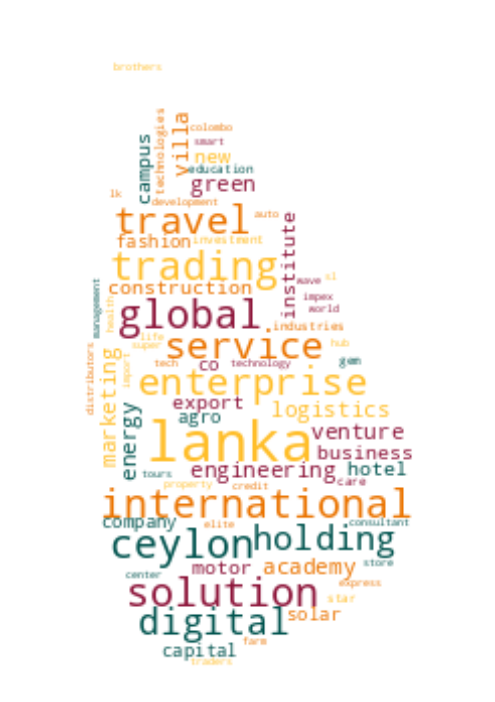 brothers
technologies
villa
colombo
campus
smart
new
education
green
lk
development
travel
auto
institute
fashion
investment
trading
wave
sl
management
construction
impex
health
global
world
industries
life
super
service
hub
distributors
marketing
import
tech
co
technology
gem
enterprise
energy
export
agro
logistics
lanka
venture
business
engineering
hotel
tours
property
credit
care
international
company
elite
consultant
ceylon
holding
motor
academy
store
center
express
solution
star
digital
solar
farm
capital
traders